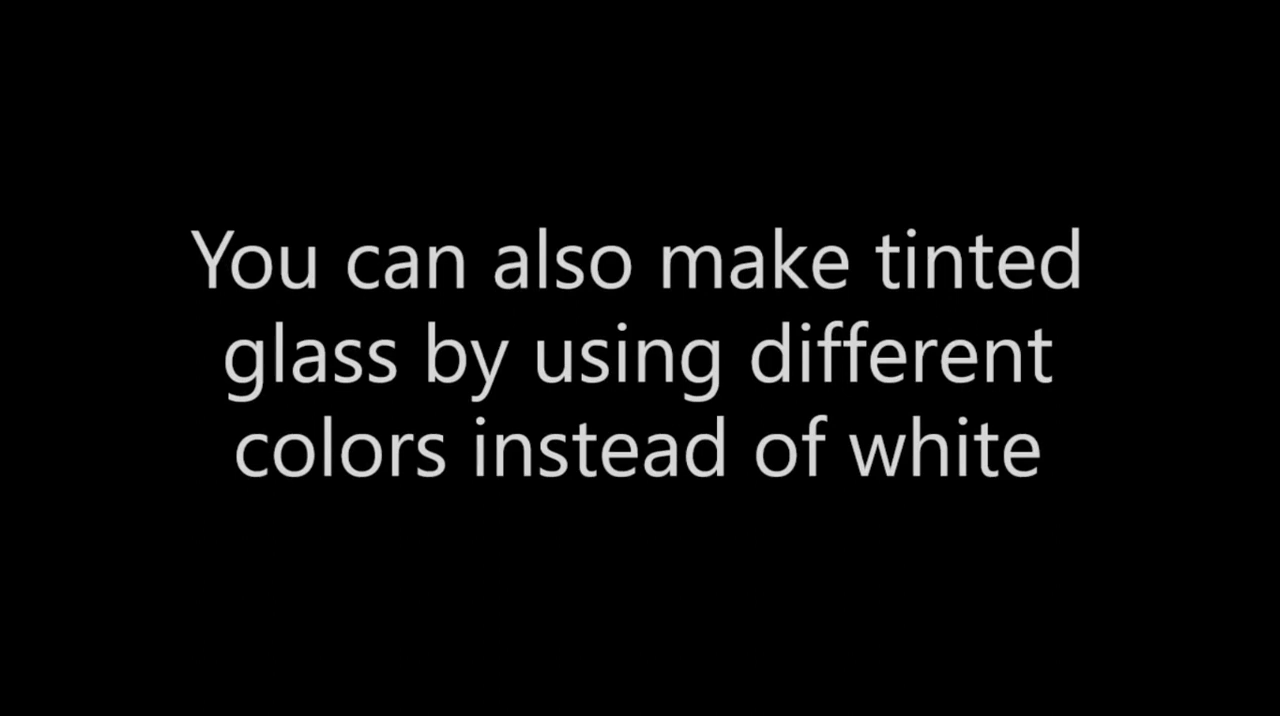 You can also make tinted
glass by using different
colors instead of white